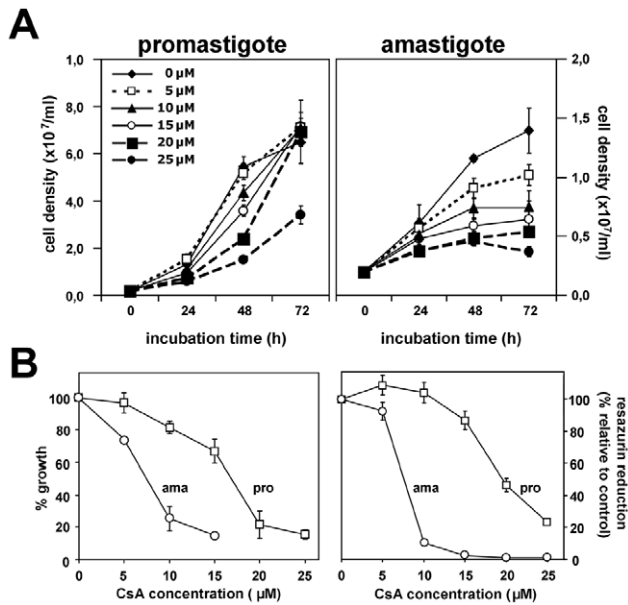 A
promastigote
amastigote
1,0
8,0
6,0
4,0
2,0
0,0
cell density (x10⁷/ml)
0 µM
5 µM
10 µM
15 µM
20 µM
25 µM
0 24 48 72
incubation time (h)
2,0
1,5
1,0
0,5
0,0
cell density (x10⁷/ml)
0 24 48 72
incubation time (h)
B
100
80
60
40
20
0
% growth
ama
pro
0 5 10 15 20 25
CsA concentration ( µM)
100
80
60
40
20
0
resazurin reduction
(% relative to control)
ama
pro
0 5 10 15 20 25
CsA concentration ( µM)